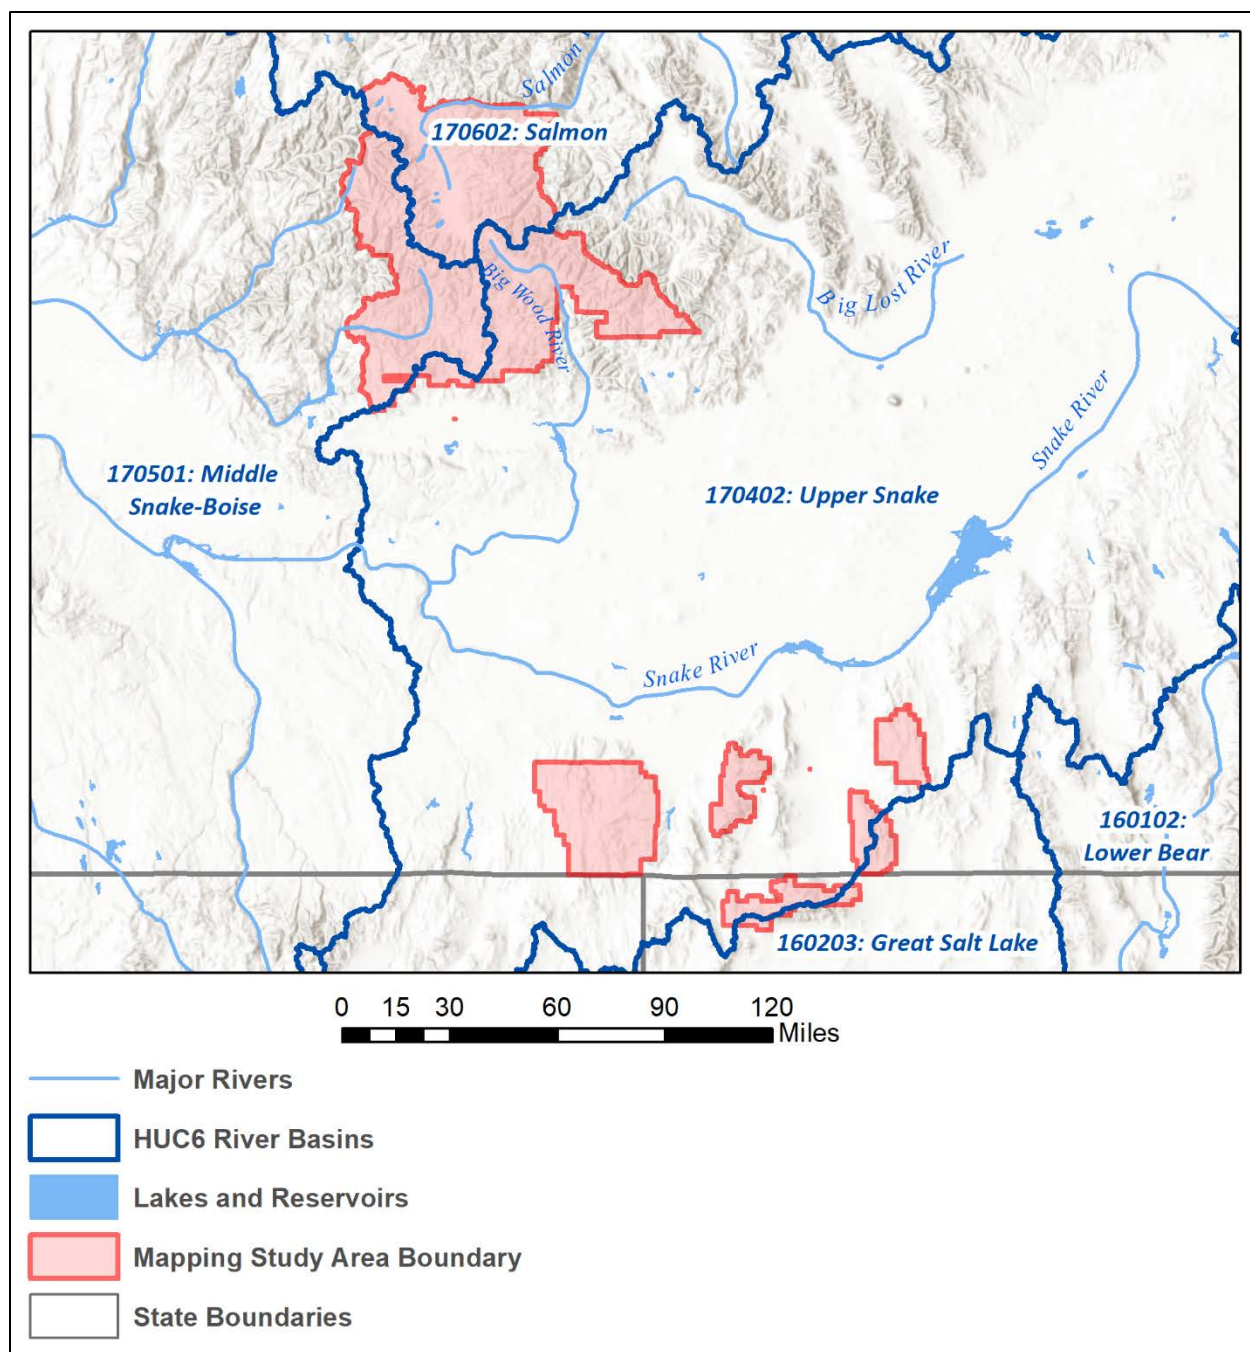 Salmon
170602: Salmon
Big Wood River
Big Lost River
Snake River
170501: Middle
Snake-Boise
170402: Upper Snake
Snake River
160102:
Lower Bear
160203: Great Salt Lake
0 15 30 60 90 120
Miles
Major Rivers
HUC6 River Basins
Lakes and Reservoirs
Mapping Study Area Boundary
State Boundaries